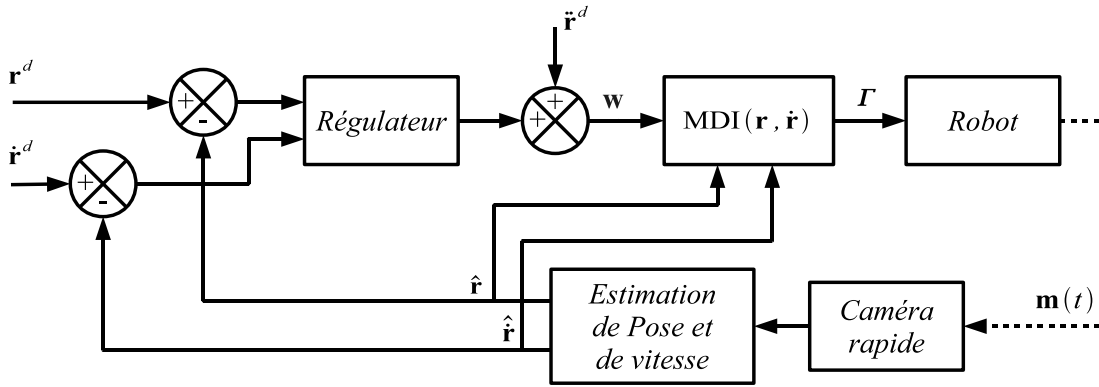 r̈^d
r^d
+
-
Régulateur
+
+
w
MDI(r, ṙ)
Γ
Robot
ṙ^d
+
-
r̂
Estimation
de Pose et
de vitesse
Caméra
rapide
m(t)
ṙ̂